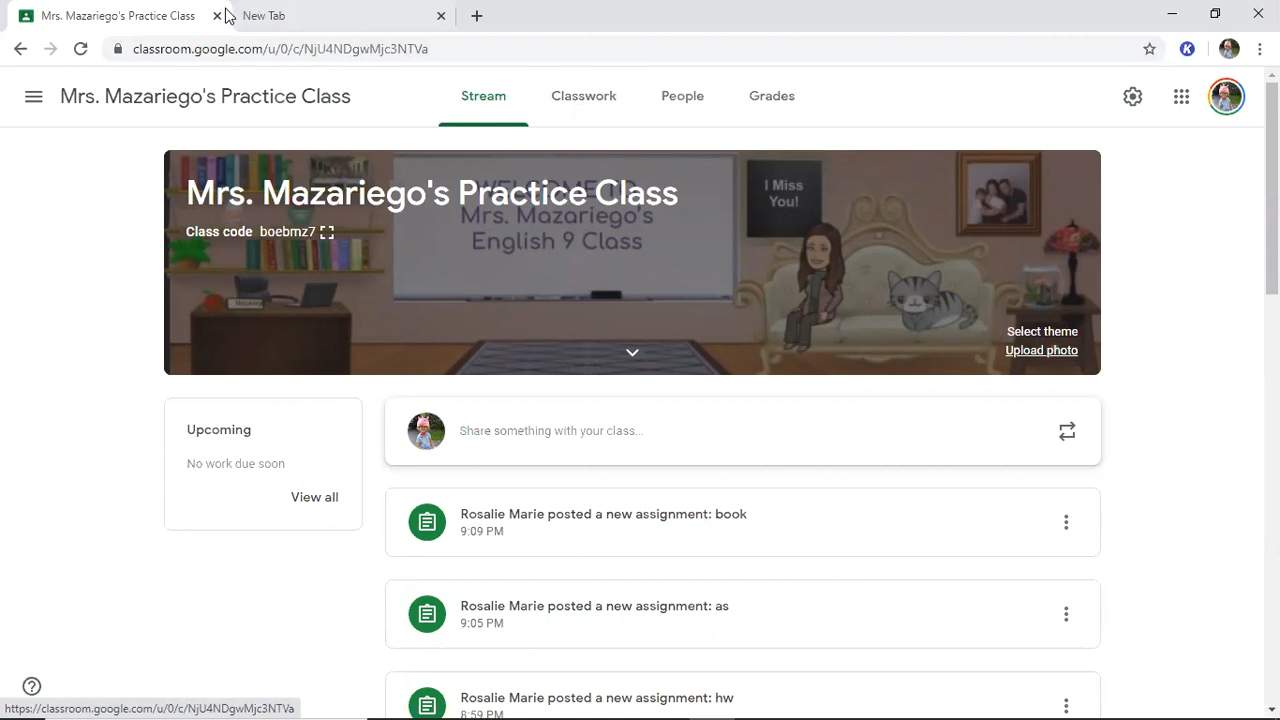 Mrs. Mazariego's Practice Class
New Tab
classroom.google.com/u/0/c/NjU4NDgwMjc3NTVa
K
Mrs. Mazariego's Practice Class
Stream
Classwork
People
Grades
WELCOME TO
Mrs. Mazariego's
English 9 Class
I Miss
You!
Mrs. Mazariego's Practice Class
Class code boebmz7
Select theme
Upload photo
Upcoming
No work due soon
View all
Share something with your class...
Rosalie Marie posted a new assignment: book
9:09 PM
Rosalie Marie posted a new assignment: as
9:05 PM
Rosalie Marie posted a new assignment: hw
8:59 PM
https://classroom.google.com/u/0/c/NjU4NDgwMjc3NTVa